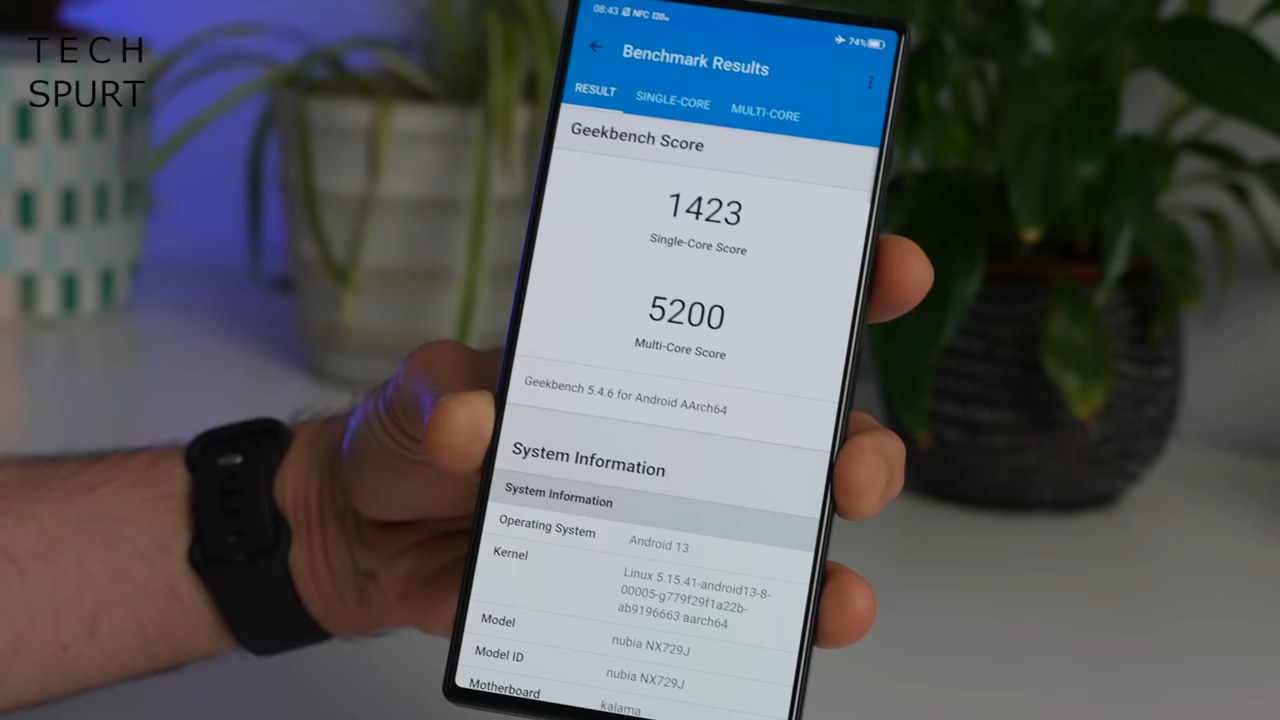 TECH
SPURT
08:43 NFC 120Hz
74%
Benchmark Results
RESULT SINGLE-CORE MULTI-CORE
Geekbench Score
1423
Single-Core Score
5200
Multi-Core Score
Geekbench 5.4.6 for Android AArch64
System Information
System Information
Operating System Android 13
Kernel Linux 5.15.41-android13-8-
00005-g779f29f1a22b-
ab9196663 aarch64
Model nubia NX729J
Model ID nubia NX729J
Motherboard kalama